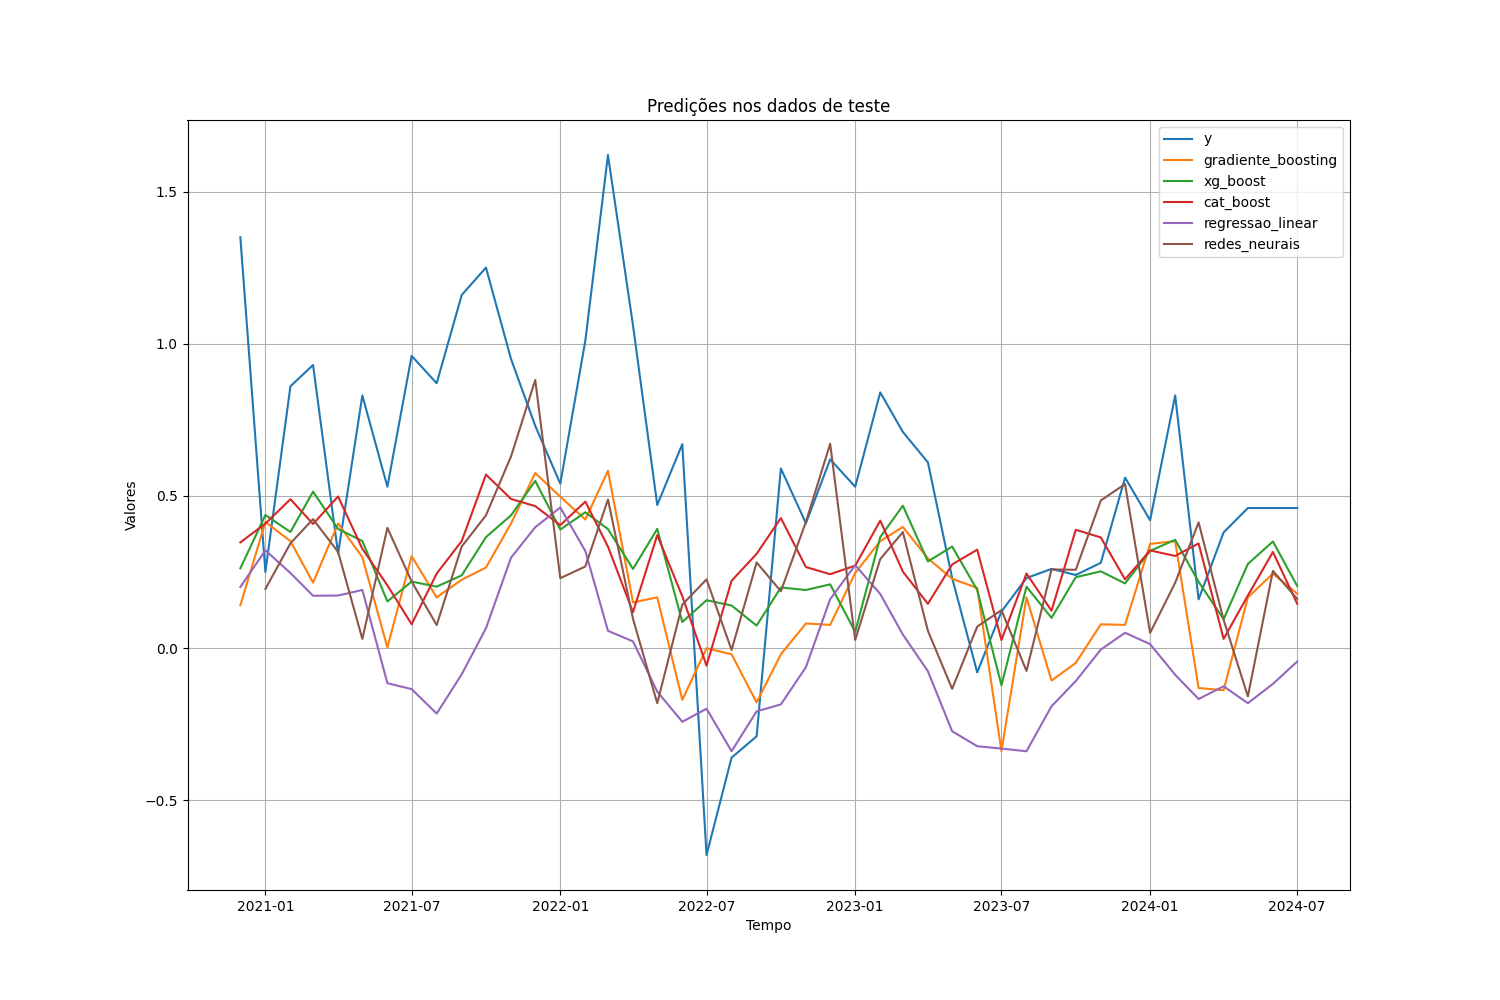 Predições nos dados de teste
y
gradiente_boosting
xg_boost
cat_boost
regressao_linear
redes_neurais
Valores
1.5
1.0
0.5
0.0
−0.5
2021-01 2021-07 2022-01 2022-07 2023-01 2023-07 2024-01 2024-07
Tempo